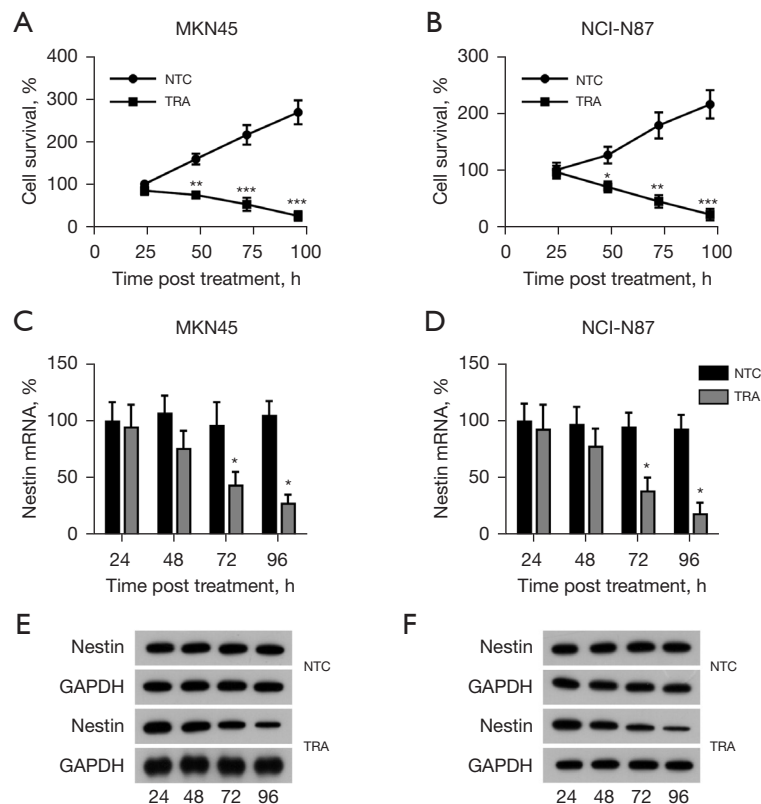 A
MKN45
400
300
200
100
0
Cell survival, %
NTC
TRA
**
***
***
0 25 50 75 100
Time post treatment, h
B
NCI-N87
300
200
100
0
Cell survival, %
NTC
TRA
*
**
***
0 25 50 75 100
Time post treatment, h
C
MKN45
150
100
50
0
Nestin mRNA, %
*
*
24 48 72 96
Time post treatment, h
D
NCI-N87
150
100
50
0
Nestin mRNA, %
NTC
TRA
*
*
24 48 72 96
Time post treatment, h
E
Nestin
GAPDH
NTC
Nestin
GAPDH
TRA
24 48 72 96
F
Nestin
GAPDH
NTC
Nestin
GAPDH
TRA
24 48 72 96